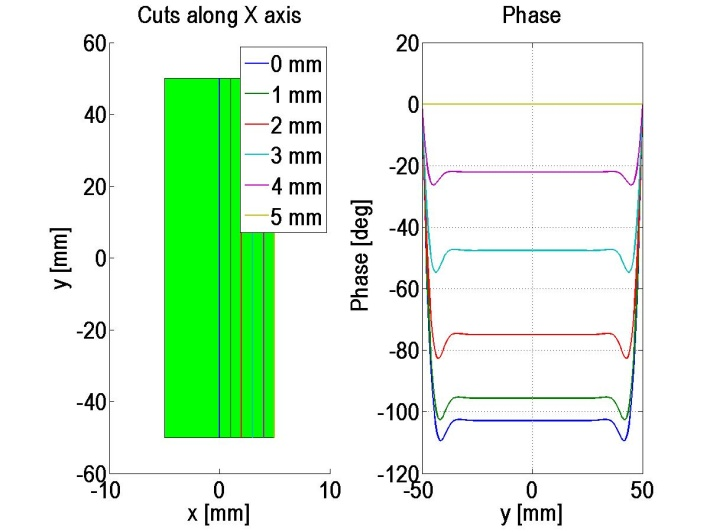 Cuts along X axis
Phase
60
40
20
0
-20
-40
-60
-10
0
10
x [mm]
y [mm]
0 mm
1 mm
2 mm
3 mm
4 mm
5 mm
20
0
-20
-40
-60
-80
-100
-120
-50
0
50
y [mm]
Phase [deg]